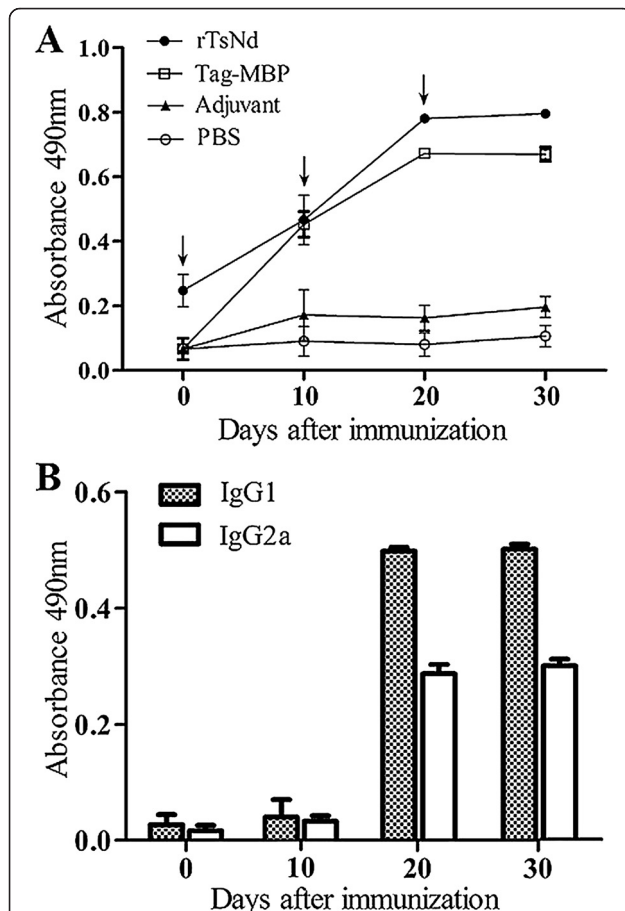 A
rTsNd
Tag-MBP
Adjuvant
PBS
Absorbance 490nm
1.0
0.8
0.6
0.4
0.2
0.0
0 10 20 30
Days after immunization
B
IgG1
IgG2a
Absorbance 490nm
0.6
0.4
0.2
0.0
0 10 20 30
Days after immunization